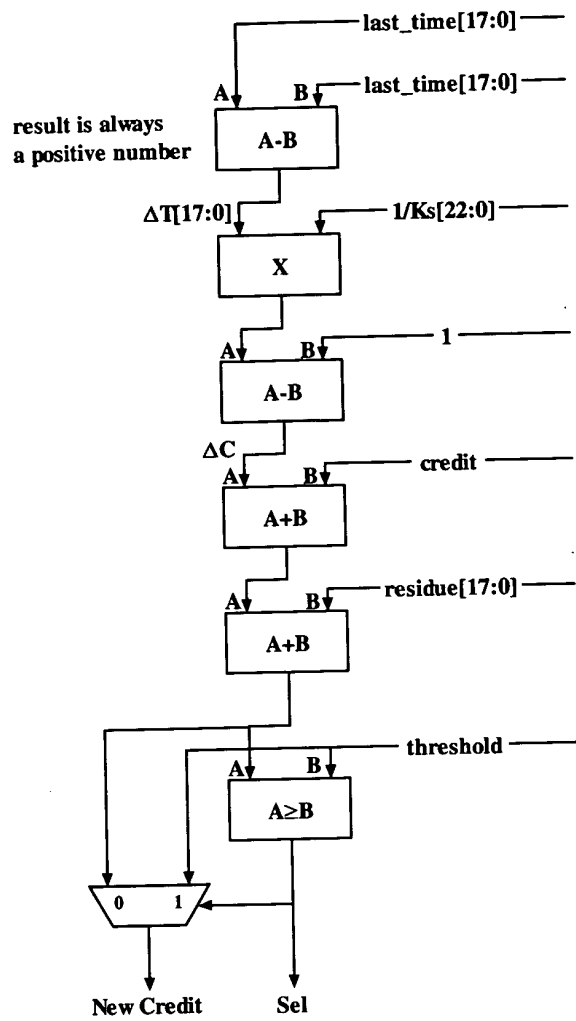 last_time[17:0]
A B last_time[17:0]
result is always
a positive number
A-B
ΔT[17:0] 1/Ks[22:0]
X
A B 1
A-B
ΔC
A B credit
A+B
A B residue[17:0]
A+B
threshold
A B
A≥B
0 1
New Credit Sel